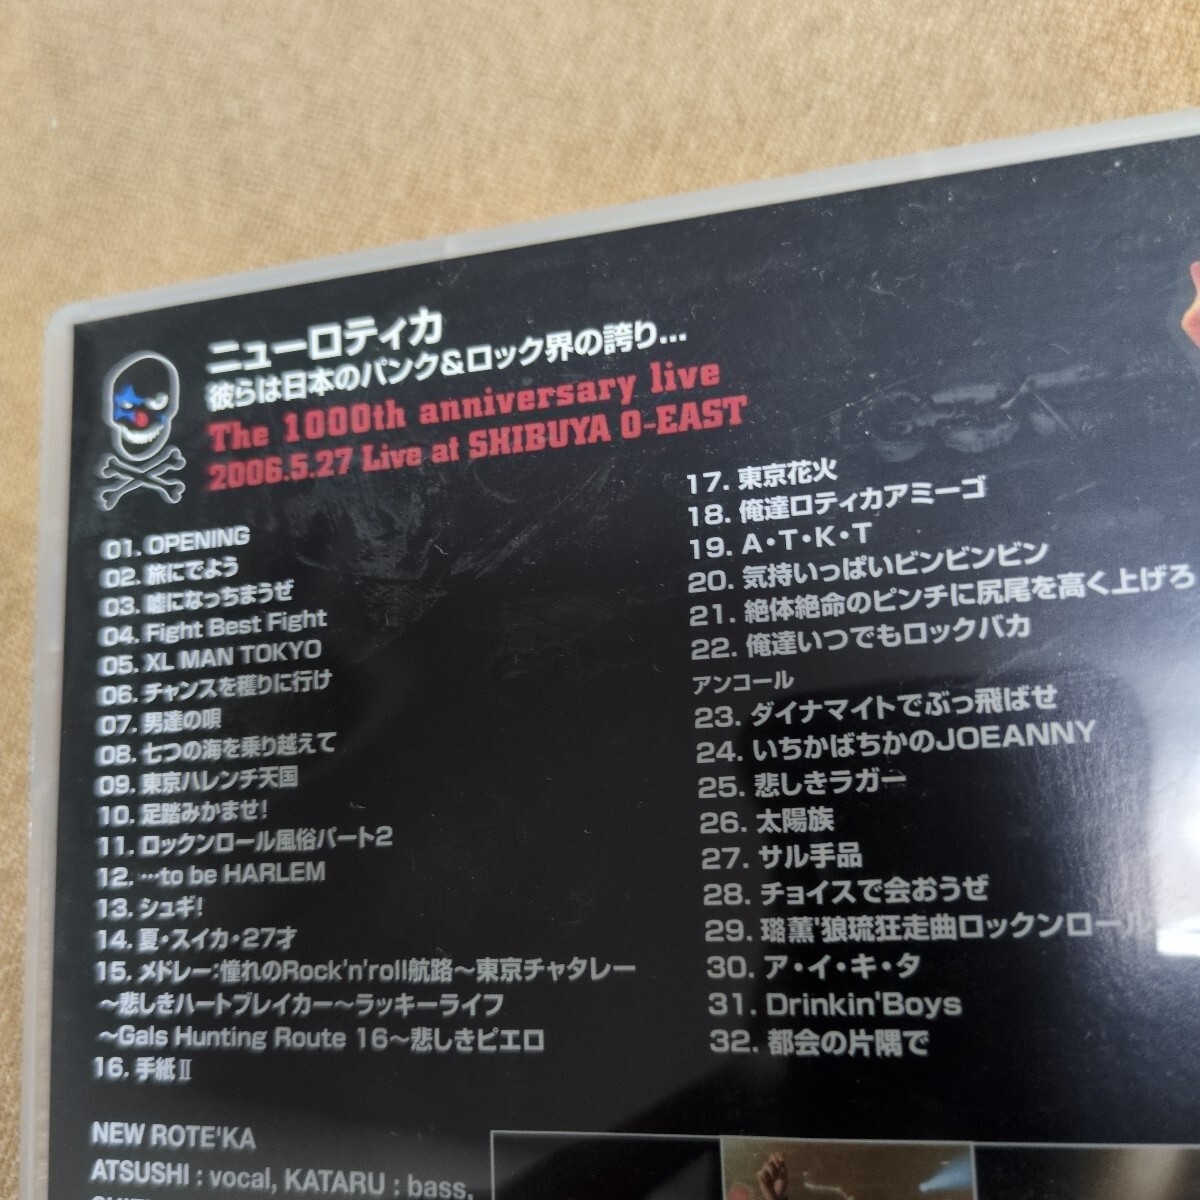 ニューロティカ
彼らは日本のパンク&ロック界の誇り...
The 1000th anniversary live
2006.5.27 Live at SHIBUYA O-EAST
01. OPENING
02. 旅にでよう
03. 嘘になっちまうぜ
04. Fight Best Fight
05. XL MAN TOKYO
06. チャンスを穫りに行け
07. 男達の唄
08. 七つの海を乗り越えて
09. 東京ハレンチ天国
10. 足踏みかませ!
11. ロックンロール風俗パート2
12. …to be HARLEM
13. シュギ!
14. 夏・スイカ・27才
15. メドレー:憧れのRock'n'roll航路〜東京チャタレー
〜悲しきハートブレイカー〜ラッキーライフ
〜Gals Hunting Route 16〜悲しきピエロ
16. 手紙Ⅱ
17. 東京花火
18. 俺達ロティカアミーゴ
19. A・T・K・T
20. 気持いっぱいビンビンビン
21. 絶体絶命のピンチに尻尾を高く上げろ
22. 俺達いつでもロックバカ
アンコール
23. ダイナマイトでぶっ飛ばせ
24. いちかばちかのJOEANNY
25. 悲しきラガー
26. 太陽族
27. サル手品
28. チョイスで会おうぜ
29. 璐薫'狼琉狂走曲ロックンロール
30. ア・イ・キ・タ
31. Drinkin'Boys
32. 都会の片隅で
NEW ROTE'KA
ATSUSHI : vocal, KATARU : bass,